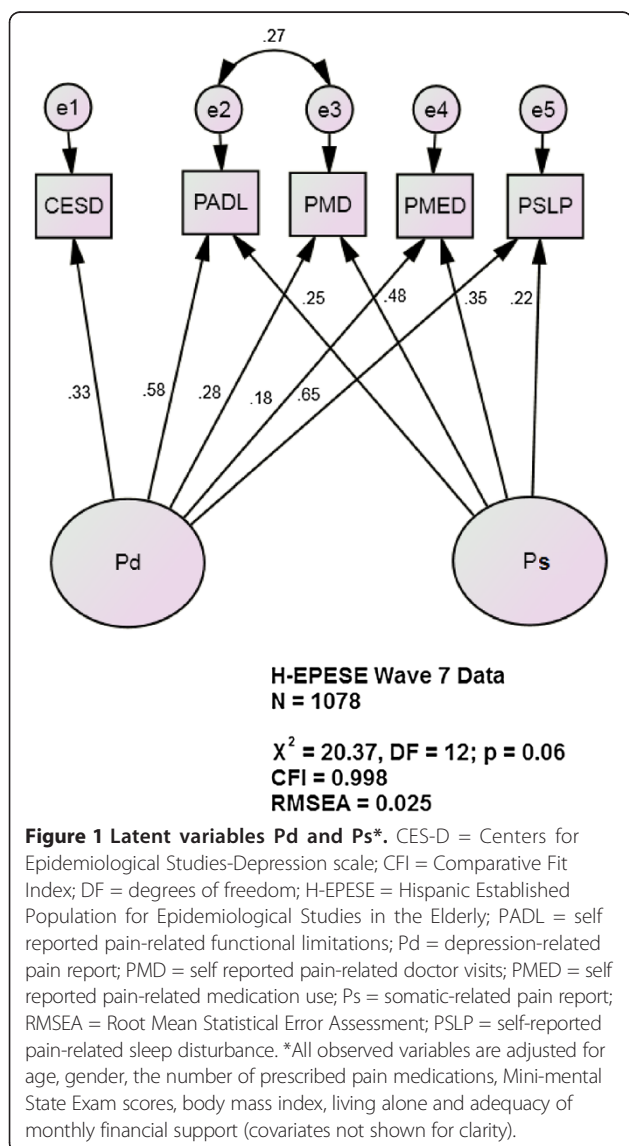 .27
e1 e2 e3 e4 e5
CESD PADL PMD PMED PSLP
.25 .48 .35 .22
.33 .58 .28 .18 .65
Pd Ps
H-EPESE Wave 7 Data
N = 1078
X² = 20.37, DF = 12; p = 0.06
CFI = 0.998
RMSEA = 0.025
Figure 1 Latent variables Pd and Ps*. CES-D = Centers for
Epidemiological Studies-Depression scale; CFI = Comparative Fit
Index; DF = degrees of freedom; H-EPESE = Hispanic Established
Population for Epidemiological Studies in the Elderly; PADL = self
reported pain-related functional limitations; Pd = depression-related
pain report; PMD = self reported pain-related doctor visits; PMED = self
reported pain-related medication use; Ps = somatic-related pain report;
RMSEA = Root Mean Statistical Error Assessment; PSLP = self-reported
pain-related sleep disturbance. *All observed variables are adjusted for
age, gender, the number of prescribed pain medications, Mini-mental
State Exam scores, body mass index, living alone and adequacy of
monthly financial support (covariates not shown for clarity).